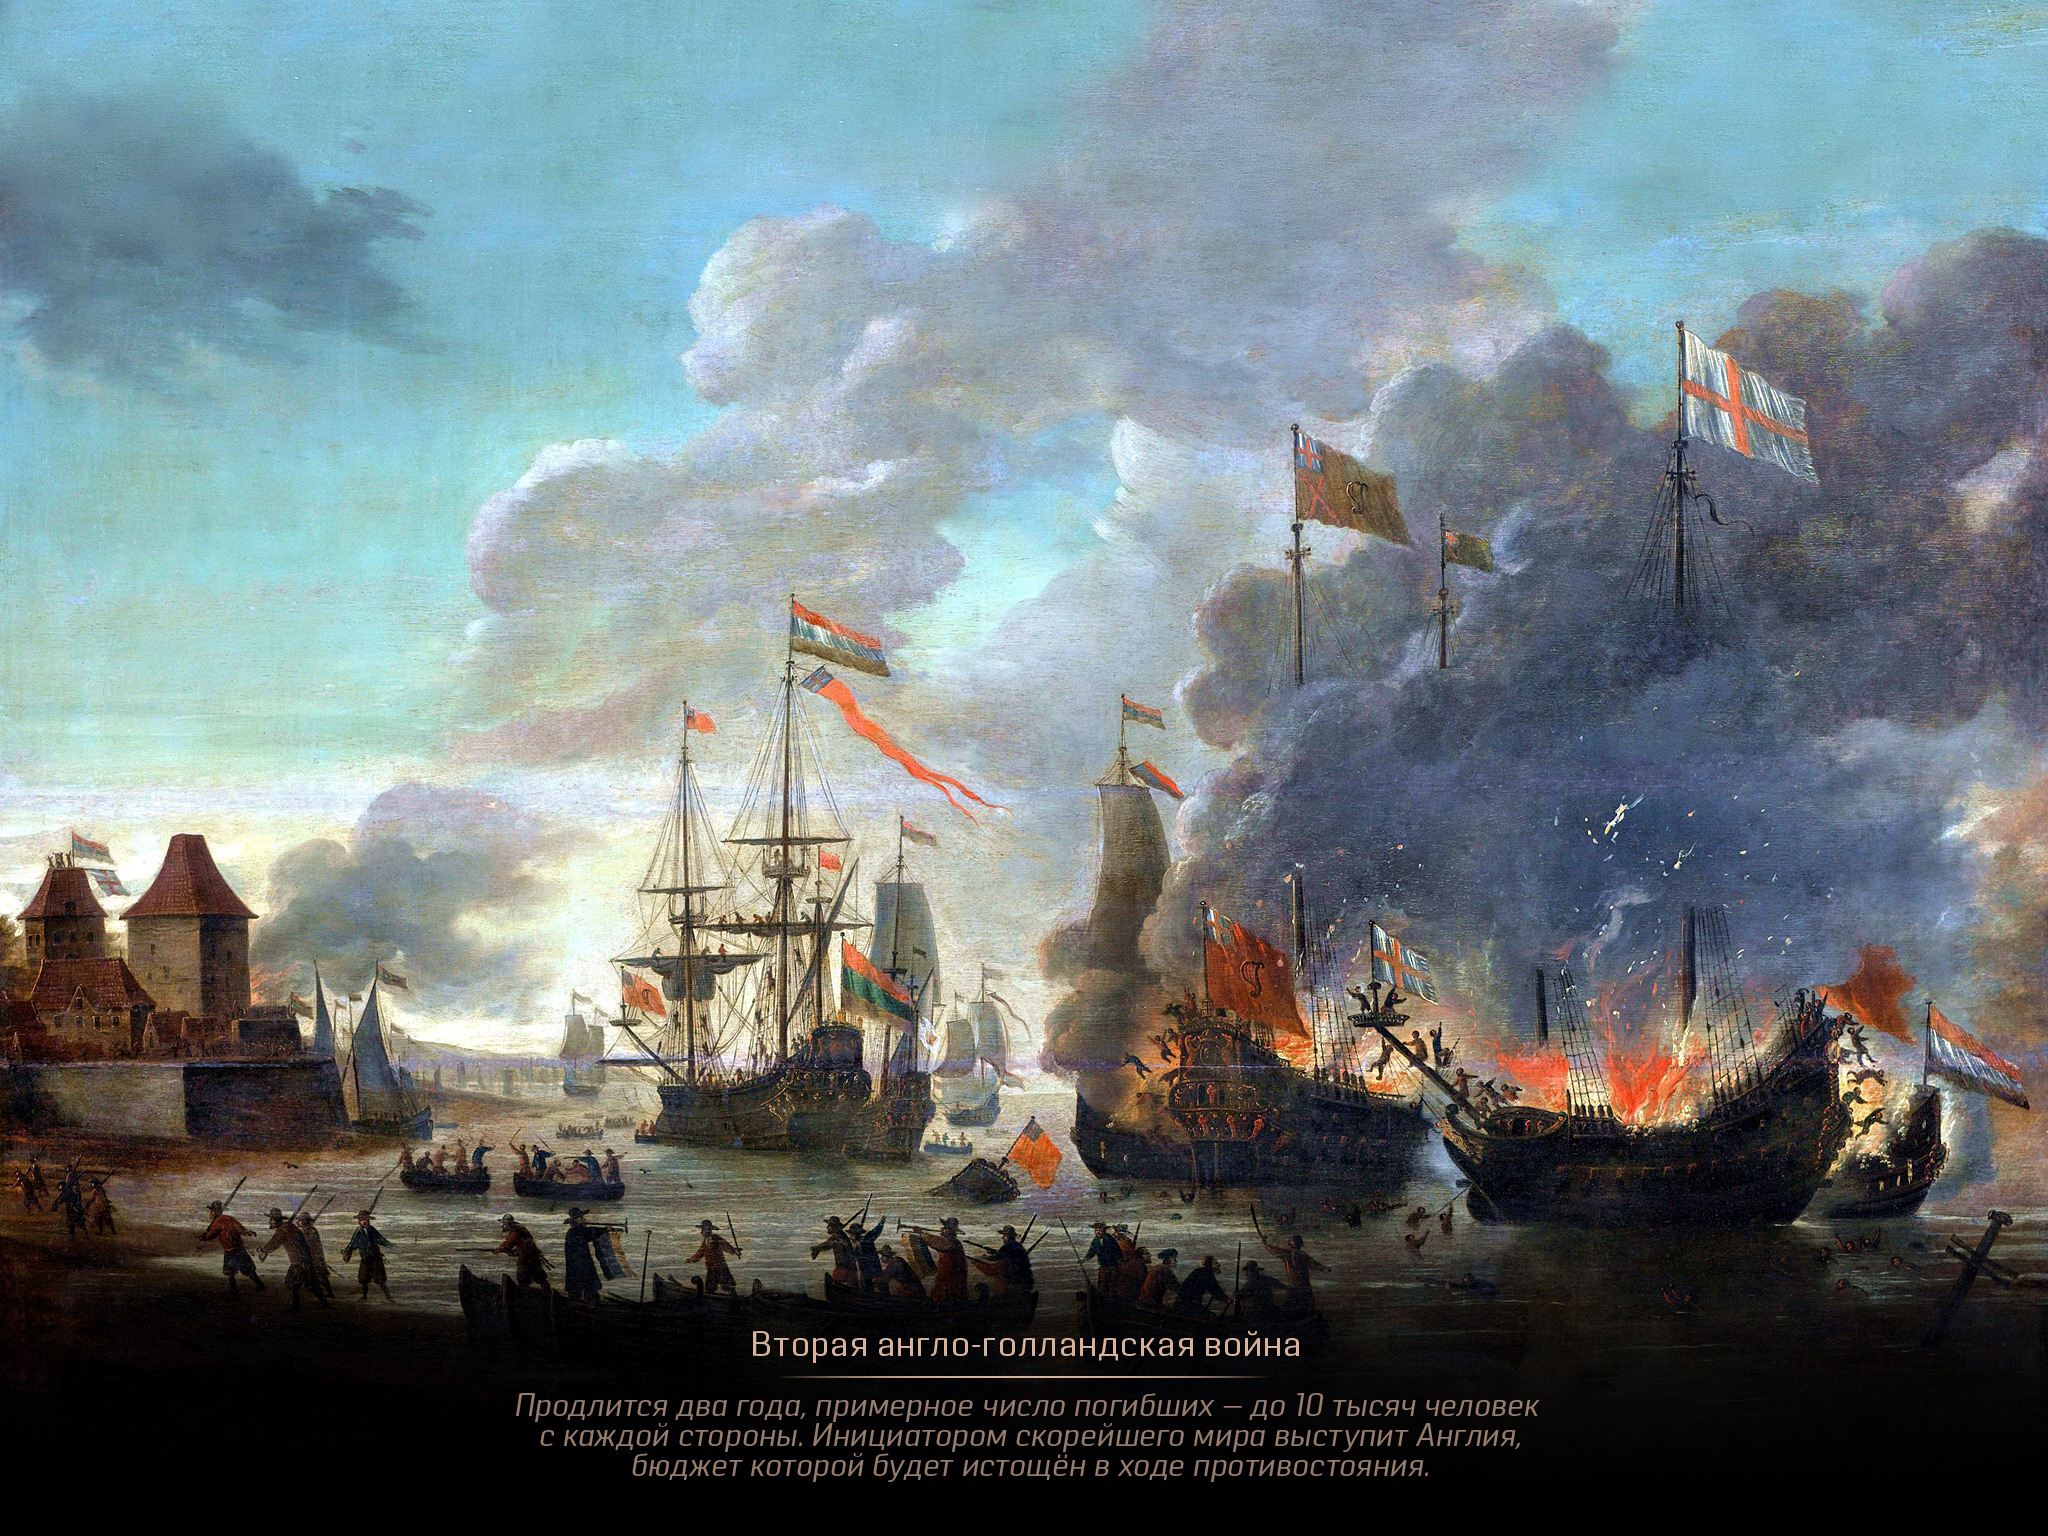 Вторая англо-голландская война
Продлится два года, примерное число погибших – до 10 тысяч человек
с каждой стороны. Инициатором скорейшего мира выступит Англия,
бюджет которой будет истощён в ходе противостояния.